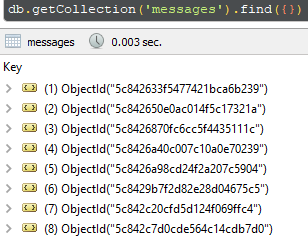 db.getCollection('messages').find({})
messages 0.003 sec.
Key
(1) ObjectId("5c842633f5477421bca6b239")
(2) ObjectId("5c842650e0ac014f5c17321a")
(3) ObjectId("5c8426870fc6cc5f4435111c")
(4) ObjectId("5c8426a40c007c10a0e70239")
(5) ObjectId("5c8426a98cd24f2a207c5904")
(6) ObjectId("5c8429b7f2d82e28d04675c5")
(7) ObjectId("5c842c20cfd5d124f069ffc4")
(8) ObjectId("5c842c7d0cde564c14cdb7d0")